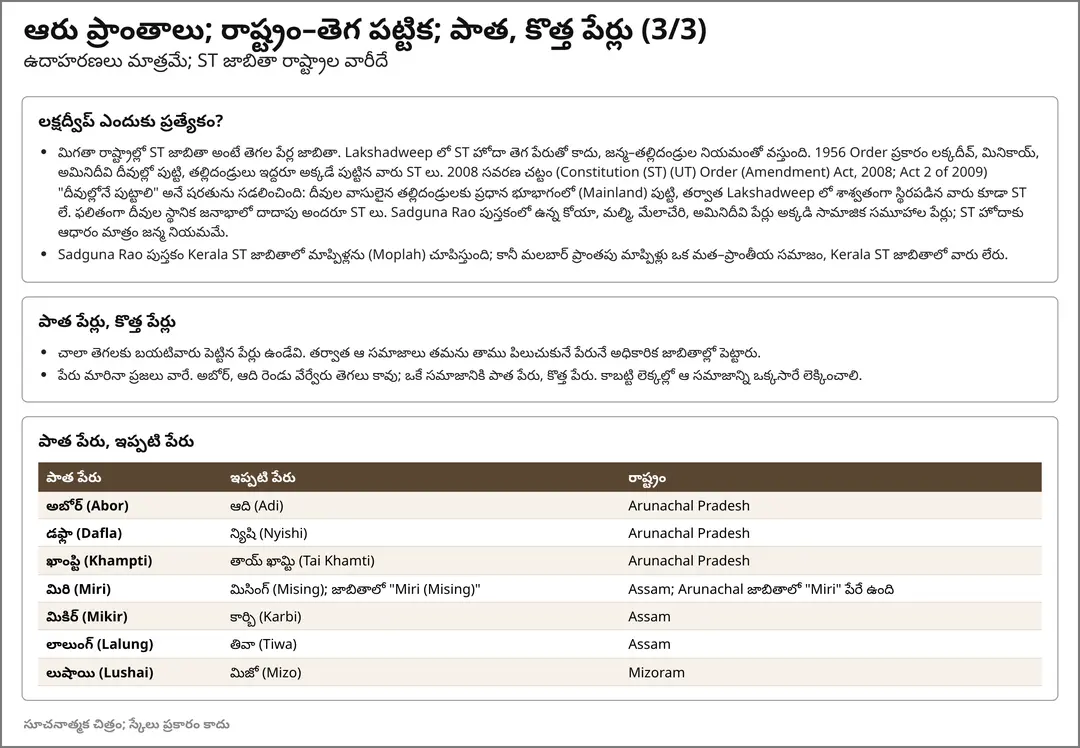 ఆరు ప్రాంతాలు; రాష్ట్రం–తెగ పట్టిక; పాత, కొత్త పేర్లు (3/3)
ఉదాహరణలు మాత్రమే; ST జాబితా రాష్ట్రాల వారీదే
లక్షద్వీప్ ఎందుకు ప్రత్యేకం?
• మిగతా రాష్ట్రాల్లో ST జాబితా అంటే తెగల పేర్ల జాబితా. Lakshadweep లో ST హోదా తెగ పేరుతో కాదు, జన్మ–తల్లిదండ్రుల నియమంతో వస్తుంది. 1956 Order ప్రకారం లక్కదీవ్, మినికాయ్,
అమినిదీవి దీవుల్లో పుట్టి, తల్లిదండ్రులు ఇద్దరూ అక్కడే పుట్టిన వారు ST లు. 2008 సవరణ చట్టం (Constitution (ST) (UT) Order (Amendment) Act, 2008; Act 2 of 2009)
"దీవుల్లోనే పుట్టాలి" అనే షరతును సడలించింది: దీవుల వాసులైన తల్లిదండ్రులకు ప్రధాన భూభాగంలో (Mainland) పుట్టి, తర్వాత Lakshadweep లో శాశ్వతంగా స్థిరపడిన వారు కూడా ST
లే. ఫలితంగా దీవుల స్థానిక జనాభాలో దాదాపు అందరూ ST లు. Sadguna Rao పుస్తకంలో ఉన్న కోయా, మల్మి, మేలాచేరి, అమినిదీవి పేర్లు అక్కడి సామాజిక సమూహాల పేర్లు; ST హోదాకు
ఆధారం మాత్రం జన్మ నియమమే.
• Sadguna Rao పుస్తకం Kerala ST జాబితాలో మాప్పిళ్లను (Moplah) చూపిస్తుంది; కానీ మలబార్ ప్రాంతపు మాప్పిళ్లు ఒక మత–ప్రాంతీయ సమాజం, Kerala ST జాబితాలో వారు లేరు.
పాత పేర్లు, కొత్త పేర్లు
• చాలా తెగలకు బయటివారు పెట్టిన పేర్లు ఉండేవి. తర్వాత ఆ సమాజాలు తమను తాము పిలుచుకునే పేరునే అధికారిక జాబితాల్లో పెట్టారు.
• పేరు మారినా ప్రజలు వారే. అబోర్, ఆది రెండు వేర్వేరు తెగలు కావు; ఒకే సమాజానికి పాత పేరు, కొత్త పేరు. కాబట్టి లెక్కల్లో ఆ సమాజాన్ని ఒక్కసారే లెక్కించాలి.
పాత పేరు, ఇప్పటి పేరు
పాత పేరు ఇప్పటి పేరు రాష్ట్రం
అబోర్ (Abor) ఆది (Adi) Arunachal Pradesh
డఫ్లా (Dafla) న్యిషి (Nyishi) Arunachal Pradesh
ఖాంప్టి (Khampti) తాయ్ ఖామ్టి (Tai Khamti) Arunachal Pradesh
మిరి (Miri) మిసింగ్ (Mising); జాబితాలో "Miri (Mising)" Assam; Arunachal జాబితాలో "Miri" పేరే ఉంది
మికిర్ (Mikir) కార్బి (Karbi) Assam
లాలుంగ్ (Lalung) తివా (Tiwa) Assam
లుషాయి (Lushai) మిజో (Mizo) Mizoram
సూచనాత్మక చిత్రం; స్కేలు ప్రకారం కాదు